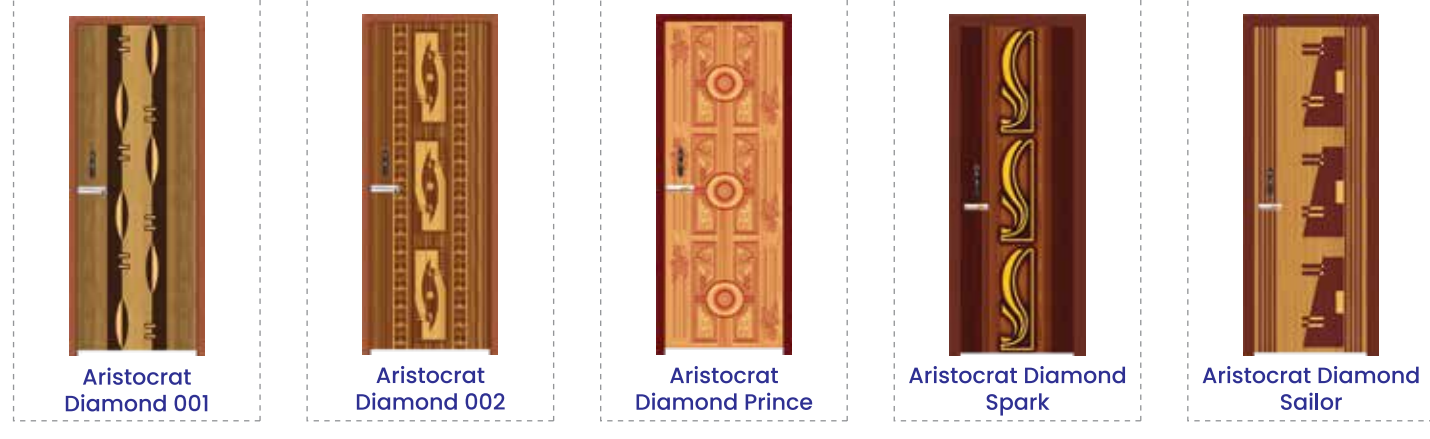 Aristocrat
Diamond 001
Aristocrat
Diamond 002
Aristocrat
Diamond Prince
Aristocrat Diamond
Spark
Aristocrat Diamond
Sailor